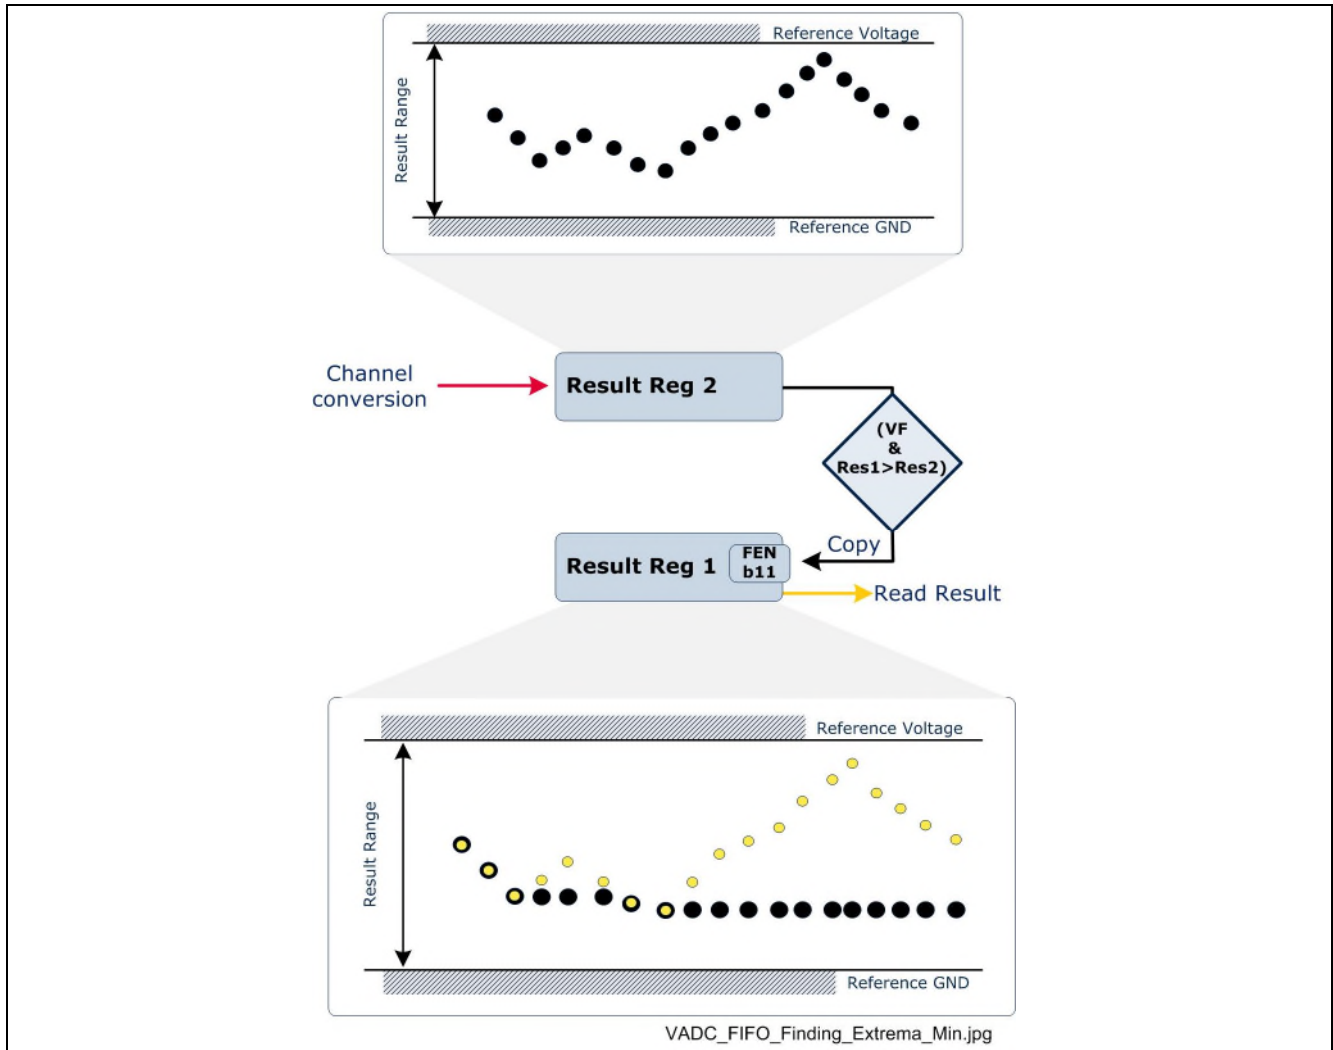 Reference Voltage
Result Range
Reference GND
Channel
conversion
Result Reg 2
(VF
&
Res1>Res2)
Copy
Result Reg 1
FEN
b11
Read Result
Reference Voltage
Result Range
Reference GND
VADC_FIFO_Finding_Extrema_Min.jpg